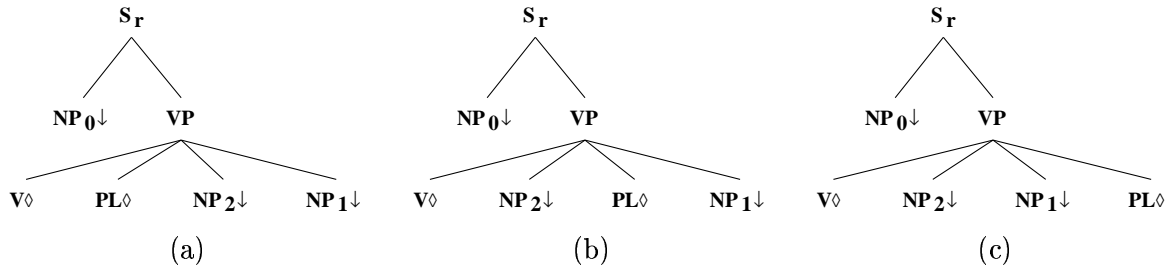 S r S r S r
NP 0↓ VP NP 0↓ VP NP 0↓ VP
V◊ PL◊ NP 2↓ NP 1↓ V◊ NP 2↓ PL◊ NP 1↓ V◊ NP 2↓ NP 1↓ PL◊
(a) (b) (c)